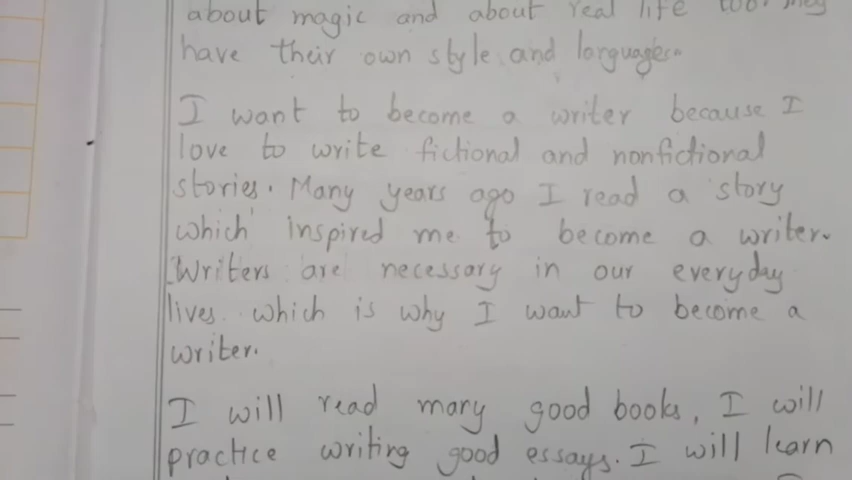 about magic and about real life too. They
have their own style and languages.
I want to become a writer because I
love to write fictional and nonfictional
stories. Many years ago I read a story
which inspired me to become a writer.
Writers are necessary in our everyday
lives which is why I want to become a
writer.
I will read many good books, I will
practice writing good essays. I will learn